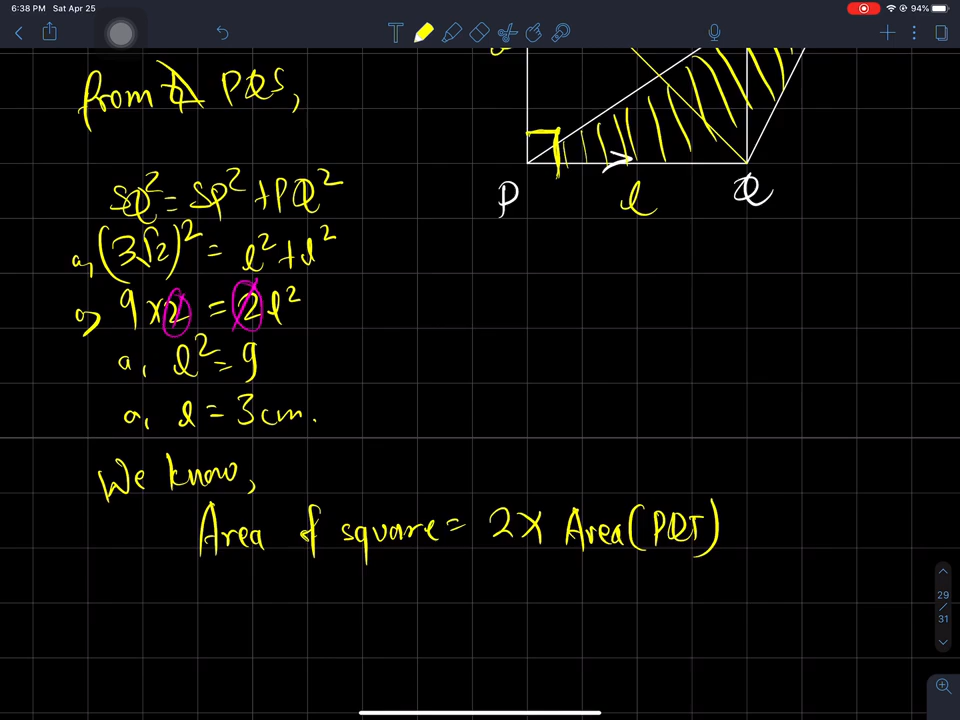 6:38 PM Sat Apr 25
94%
from PQS,
SQ² = SP² + PQ²
a, (3√2)² = l² + l²
9 × 2 = 2l²
a, l² = 9
a, l = 3 cm.
We know,
Area of square = 2 × Area (PQT)
P l Q
29
/
31